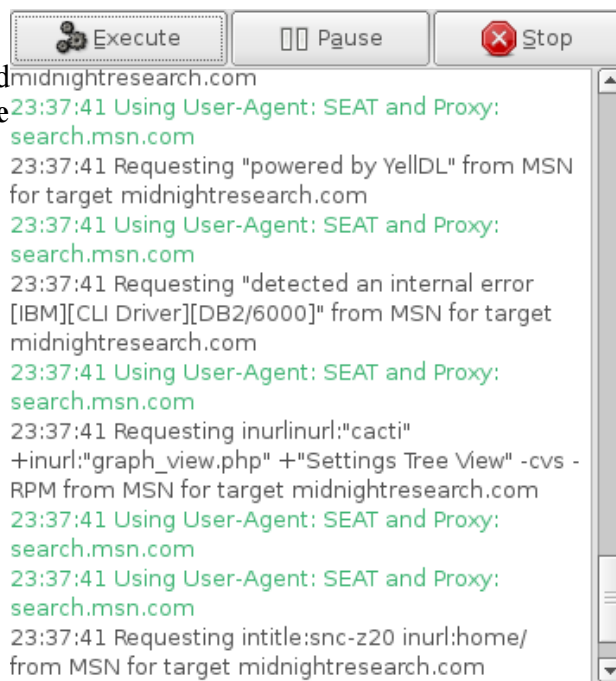 Execute Pause Stop
d
midnightresearch.com
e
23:37:41 Using User-Agent: SEAT and Proxy:
search.msn.com
23:37:41 Requesting "powered by YellDL" from MSN
for target midnightresearch.com
23:37:41 Using User-Agent: SEAT and Proxy:
search.msn.com
23:37:41 Requesting "detected an internal error
[IBM][CLI Driver][DB2/6000]" from MSN for target
midnightresearch.com
23:37:41 Using User-Agent: SEAT and Proxy:
search.msn.com
23:37:41 Requesting inurlinurl:"cacti"
+inurl:"graph_view.php" +"Settings Tree View" -cvs -
RPM from MSN for target midnightresearch.com
23:37:41 Using User-Agent: SEAT and Proxy:
search.msn.com
23:37:41 Using User-Agent: SEAT and Proxy:
search.msn.com
23:37:41 Requesting intitle:snc-z20 inurl:home/
from MSN for target midnightresearch.com